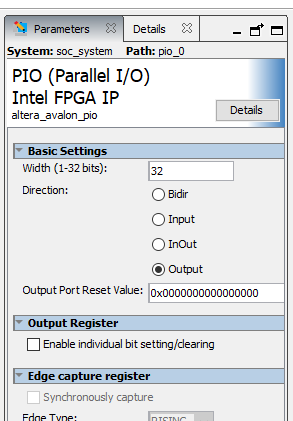 Parameters
Details
System: soc_system Path: pio_0
PIO (Parallel I/O)
Intel FPGA IP
altera_avalon_pio
Details
Basic Settings
Width (1-32 bits): 32
Direction:
Bidir
Input
InOut
Output
Output Port Reset Value: 0x0000000000000000
Output Register
Enable individual bit setting/clearing
Edge capture register
Synchronously capture
Edge Type: RISING